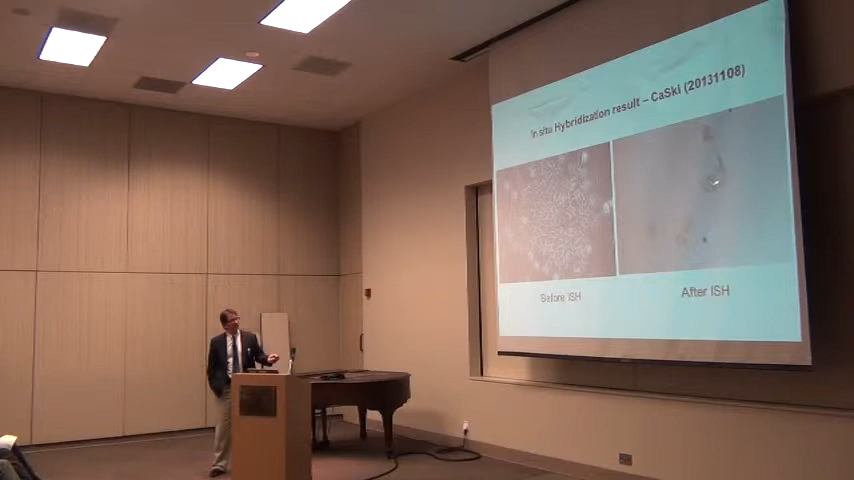 In situ Hybridization result – CaSki (20131108)
Before ISH
After ISH